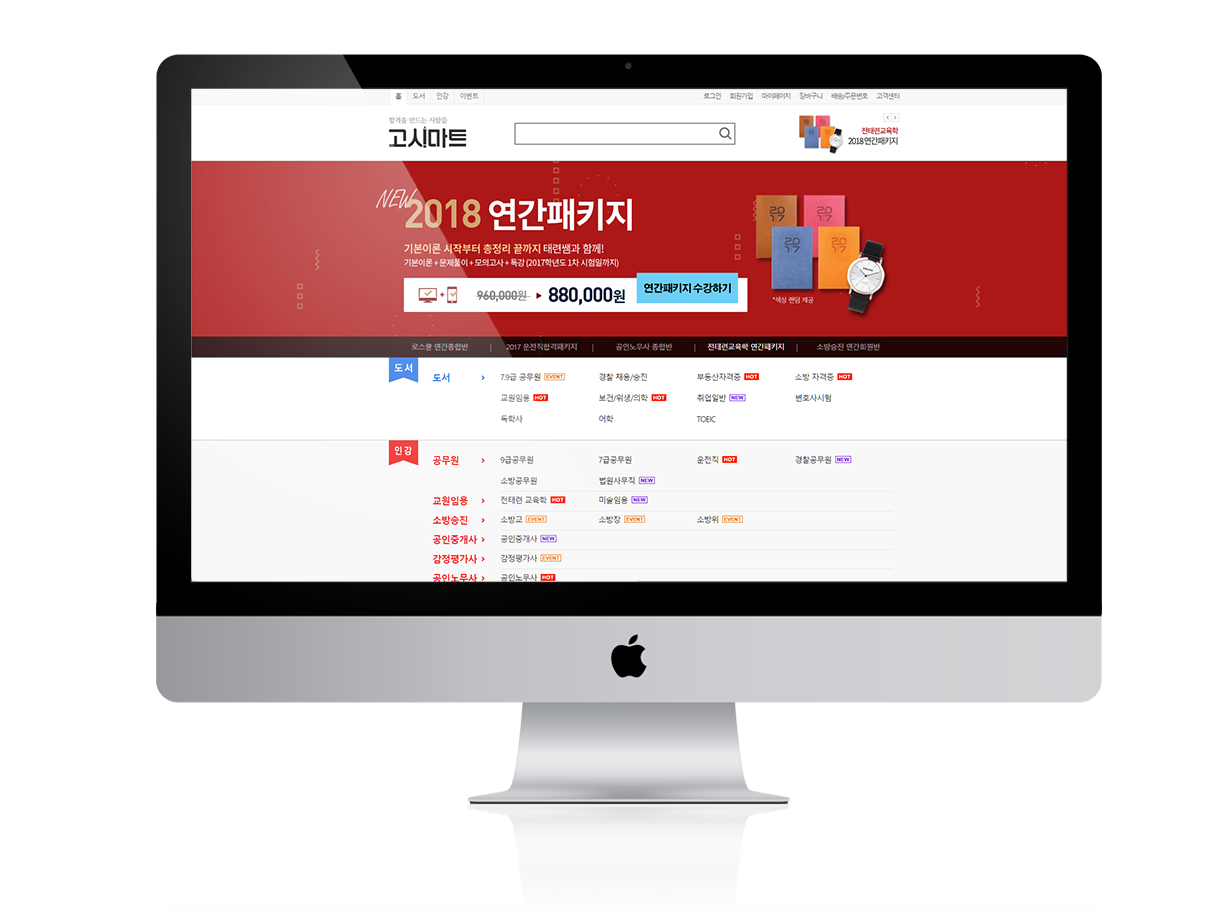 홈 도서 인강 이벤트 로그인 회원가입 마이페이지 장바구니 배송/주문번호 고객센터
합격을 만드는 사람들
고시마트
전태련교육학
2018 연간패키지
NEW
2018 연간패키지
기본이론 시작부터 총정리 끝까지 태련쌤과 함께!
기본이론 + 문제풀이 + 모의고사 + 특강 (2017학년도 1차 시험일까지)
960,000원 880,000원 연간패키지 수강하기
2017 2017
2017 2017
*색상 랜덤 제공
로스쿨 연간종합반 | 2017 운전직합격패키지 | 공인노무사 종합반 | 전태련교육학 연간패키지 | 소방승진 연간회원반
도서
도서 › 7.9급 공무원 EVENT 경찰 채용/승진 부동산자격증 HOT 소방 자격증 HOT
교원임용 HOT 보건/위생/의학 HOT 취업일반 NEW 변호사시험
독학사 어학 TOEIC
인강
공무원 › 9급공무원 7급공무원 운전직 HOT 경찰공무원 NEW
소방공무원 법원사무직 NEW
교원임용 › 전태련 교육학 HOT 미술임용 NEW
소방승진 › 소방교 EVENT 소방장 EVENT 소방위 EVENT
공인중개사 › 공인중개사 NEW
감정평가사 › 감정평가사 EVENT
공인노무사 › 공인노무사 HOT